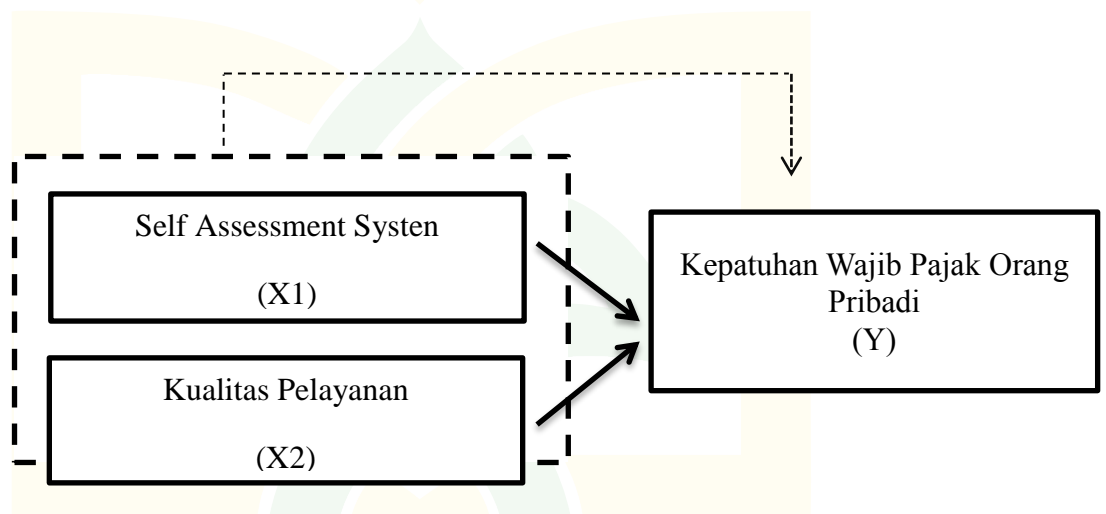 Self Assessment Systen
(X1)
Kualitas Pelayanan
(X2)
Kepatuhan Wajib Pajak Orang
Pribadi
(Y)